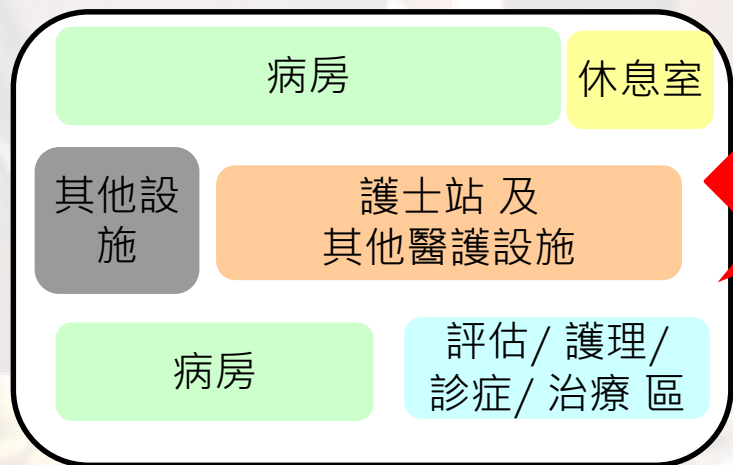 病房
休息室
其他設
施
護士站 及
其他醫護設施
病房
評估/ 護理/
診症/ 治療 區